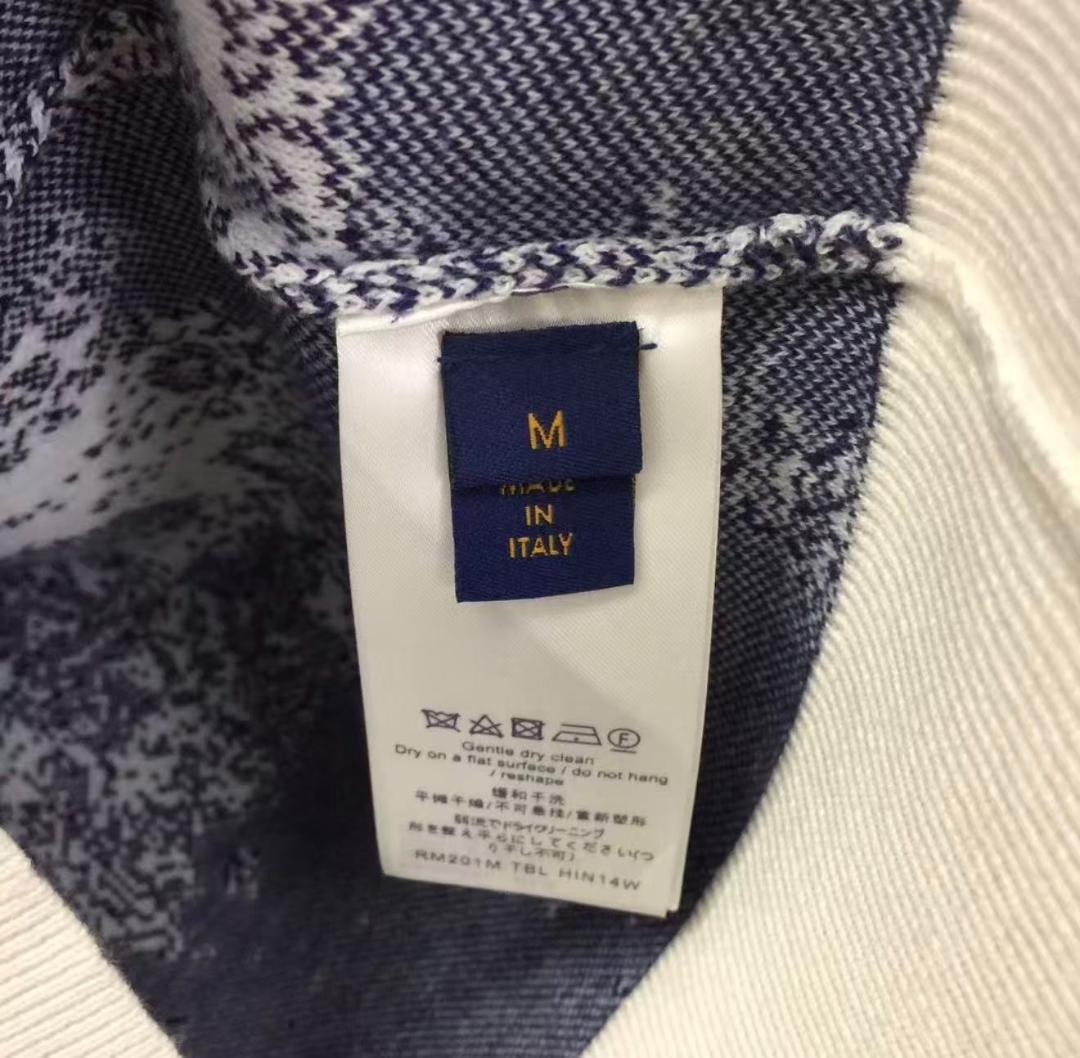 M
MADE
IN
ITALY
F
Gentle dry clean
Dry on a flat surface / do not hang
/ reshape
缓和干洗
平摊干燥/不可悬挂/重新塑形
弱流でドライクリーニング
形を整え平らにしてください(つ
り干し不可)
RM201M TBL HIN14W